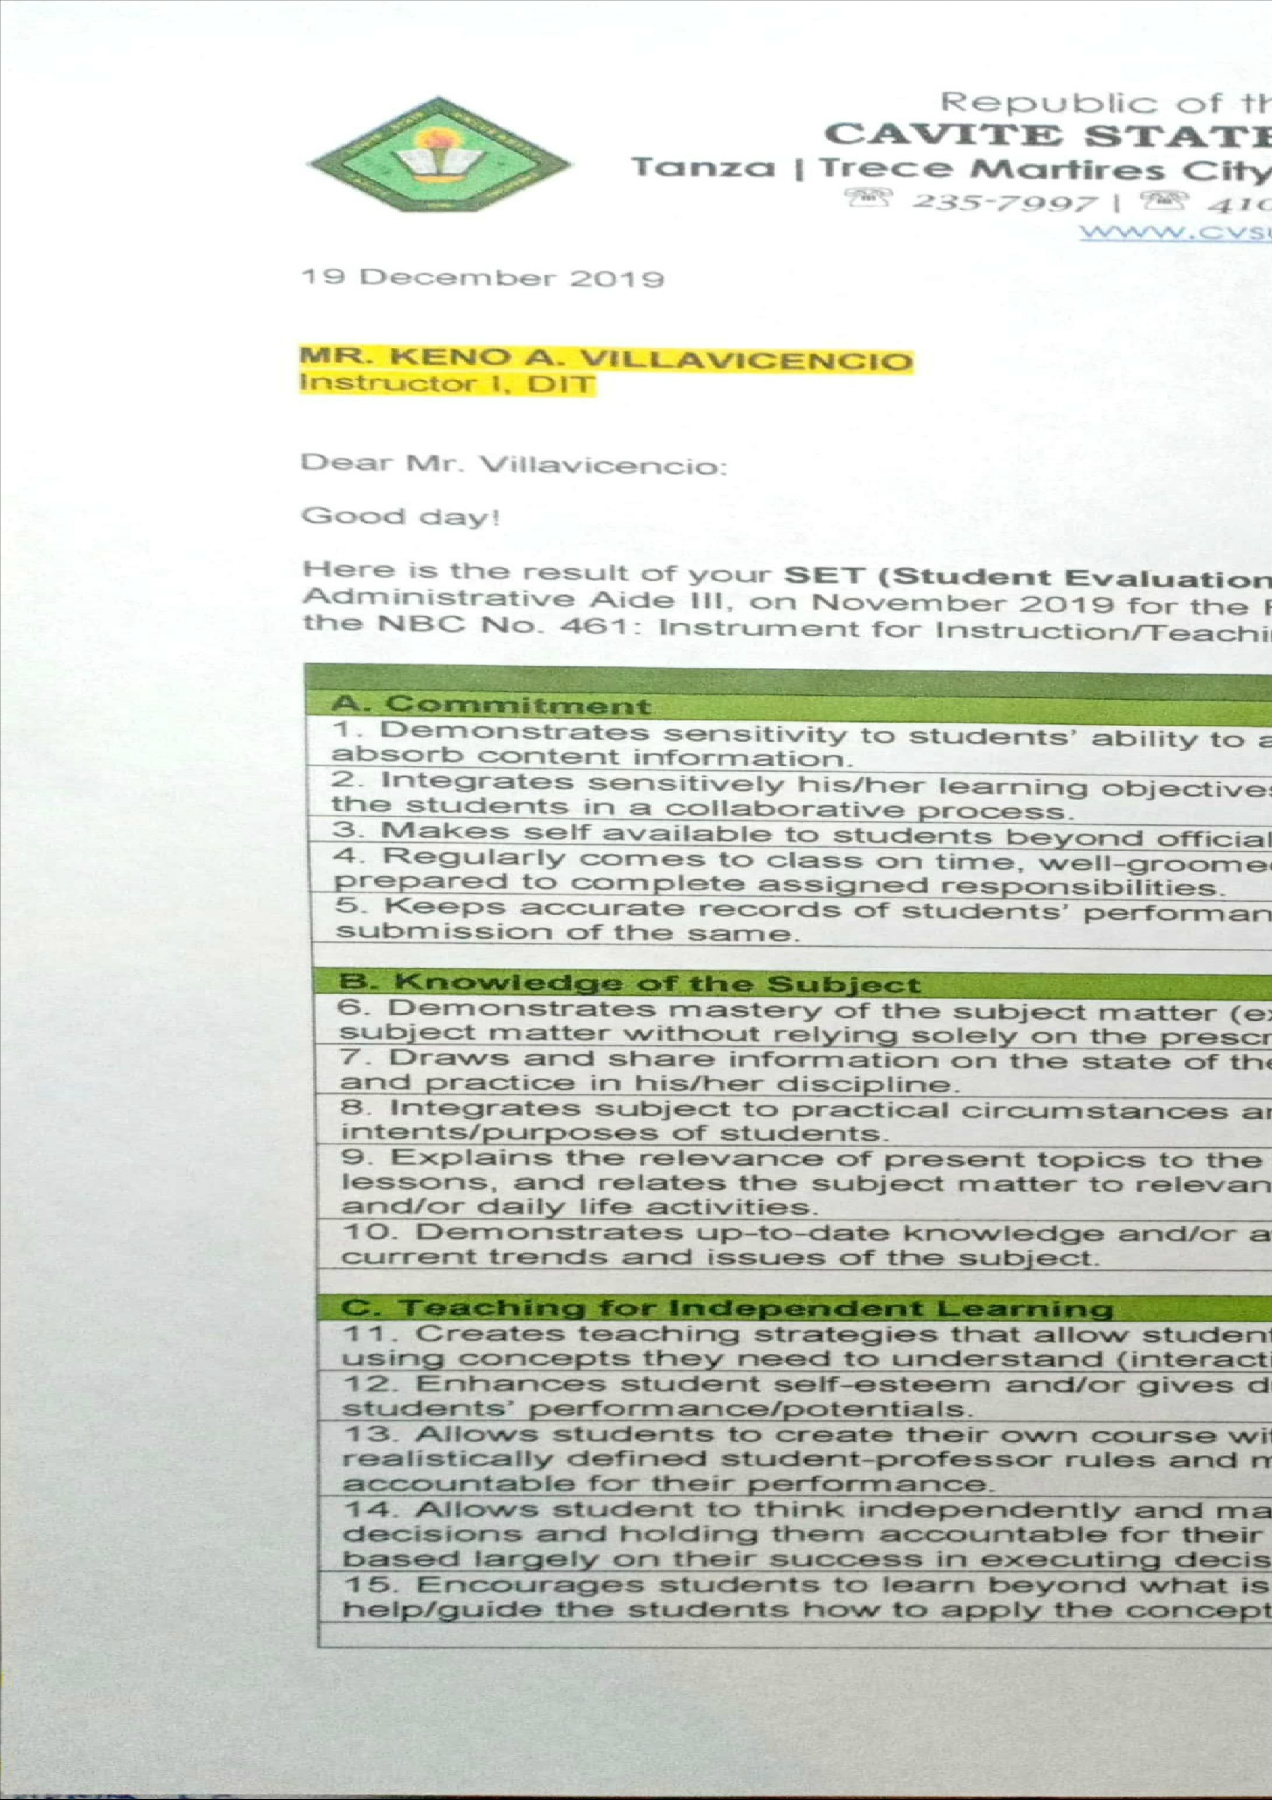 Republic of th
CAVITE STATE
Tanza | Trece Martires City
☏ 235-7997 | ☏ 410
www.cvsu
19 December 2019
MR. KENO A. VILLAVICENCIO
Instructor I, DIT
Dear Mr. Villavicencio:
Good day!
Here is the result of your SET (Student Evaluation
Administrative Aide III, on November 2019 for the F
the NBC No. 461: Instrument for Instruction/Teachi
A. Commitment
1. Demonstrates sensitivity to students' ability to a
absorb content information.
2. Integrates sensitively his/her learning objective
the students in a collaborative process.
3. Makes self available to students beyond official
4. Regularly comes to class on time, well-groome
prepared to complete assigned responsibilities.
5. Keeps accurate records of students' performan
submission of the same.
B. Knowledge of the Subject
6. Demonstrates mastery of the subject matter (ex
subject matter without relying solely on the prescr
7. Draws and share information on the state of the
and practice in his/her discipline.
8. Integrates subject to practical circumstances an
intents/purposes of students.
9. Explains the relevance of present topics to the
lessons, and relates the subject matter to relevan
and/or daily life activities.
10. Demonstrates up-to-date knowledge and/or a
current trends and issues of the subject.
C. Teaching for Independent Learning
11. Creates teaching strategies that allow student
using concepts they need to understand (interacti
12. Enhances student self-esteem and/or gives d
students' performance/potentials.
13. Allows students to create their own course wit
realistically defined student-professor rules and m
accountable for their performance.
14. Allows student to think independently and ma
decisions and holding them accountable for their
based largely on their success in executing decis
15. Encourages students to learn beyond what is
help/guide the students how to apply the concept